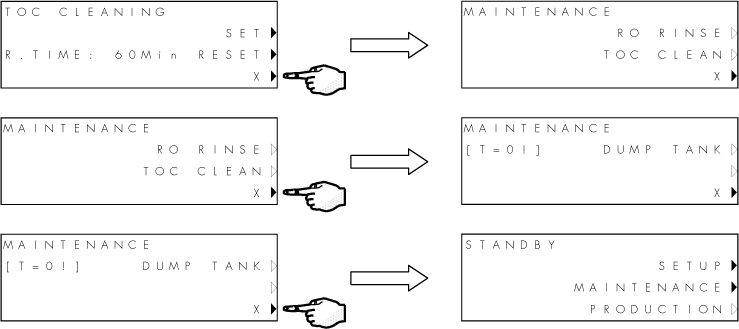 TOC CLEANING
SET
R.TIME: 60Min RESET
X
MAINTENANCE
RO RINSE
TOC CLEAN
X
MAINTENANCE
RO RINSE
TOC CLEAN
X
MAINTENANCE
[T=0!] DUMP TANK
X
MAINTENANCE
[T=0!] DUMP TANK
X
STANDBY
SETUP
MAINTENANCE
PRODUCTION